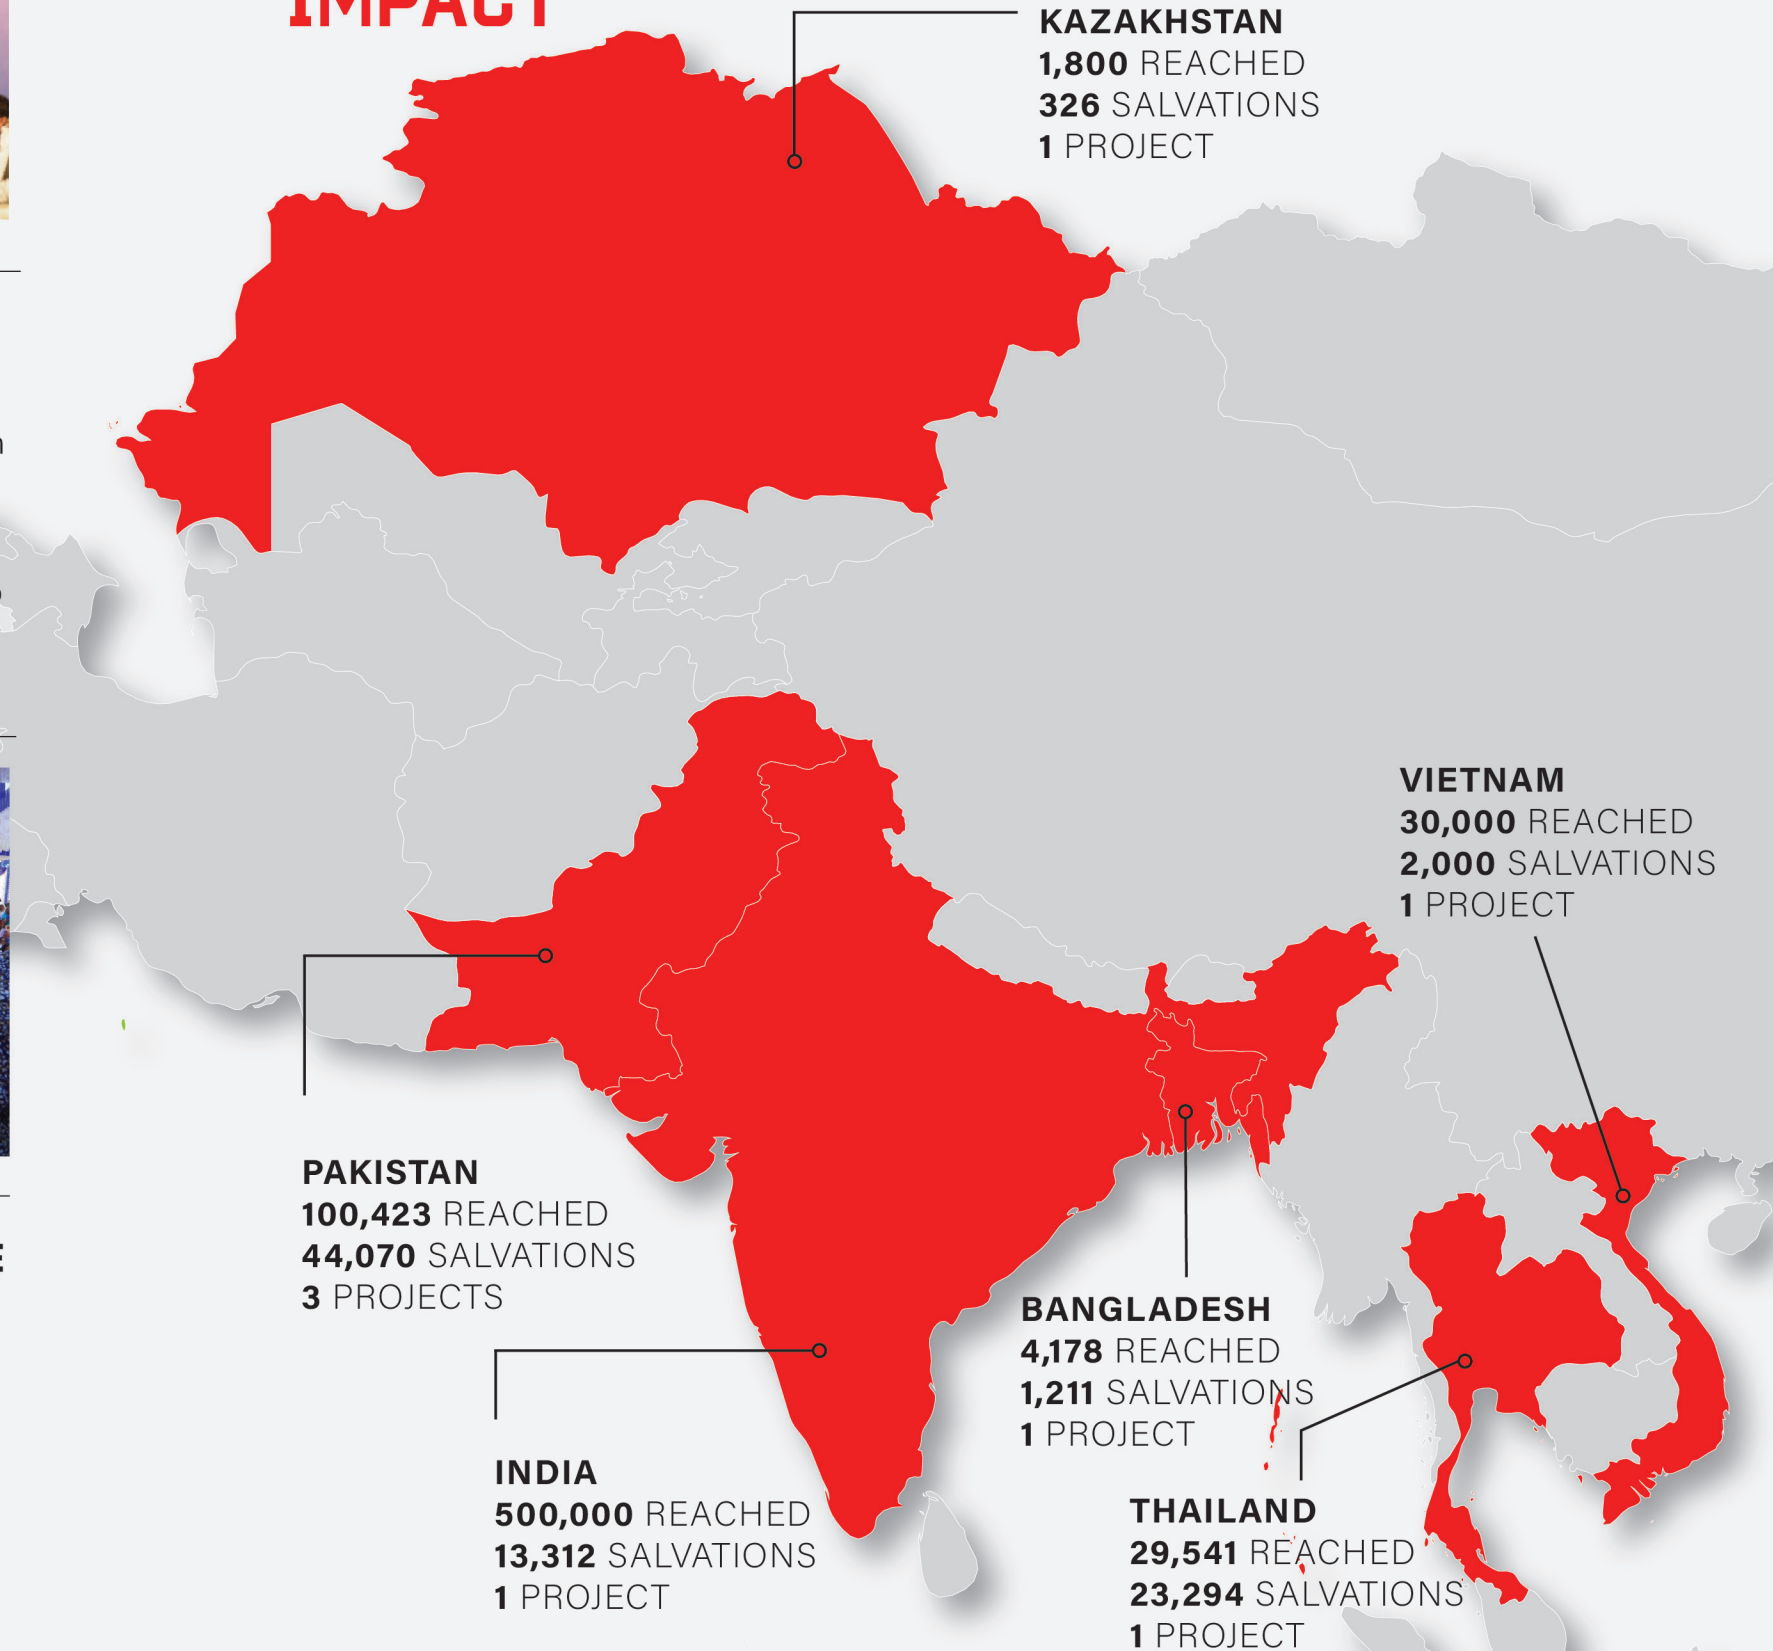 IMPACT
KAZAKHSTAN
1,800 REACHED
326 SALVATIONS
1 PROJECT
VIETNAM
30,000 REACHED
2,000 SALVATIONS
1 PROJECT
PAKISTAN
100,423 REACHED
44,070 SALVATIONS
3 PROJECTS
BANGLADESH
4,178 REACHED
1,211 SALVATIONS
1 PROJECT
INDIA
500,000 REACHED
13,312 SALVATIONS
1 PROJECT
THAILAND
29,541 REACHED
23,294 SALVATIONS
1 PROJECT